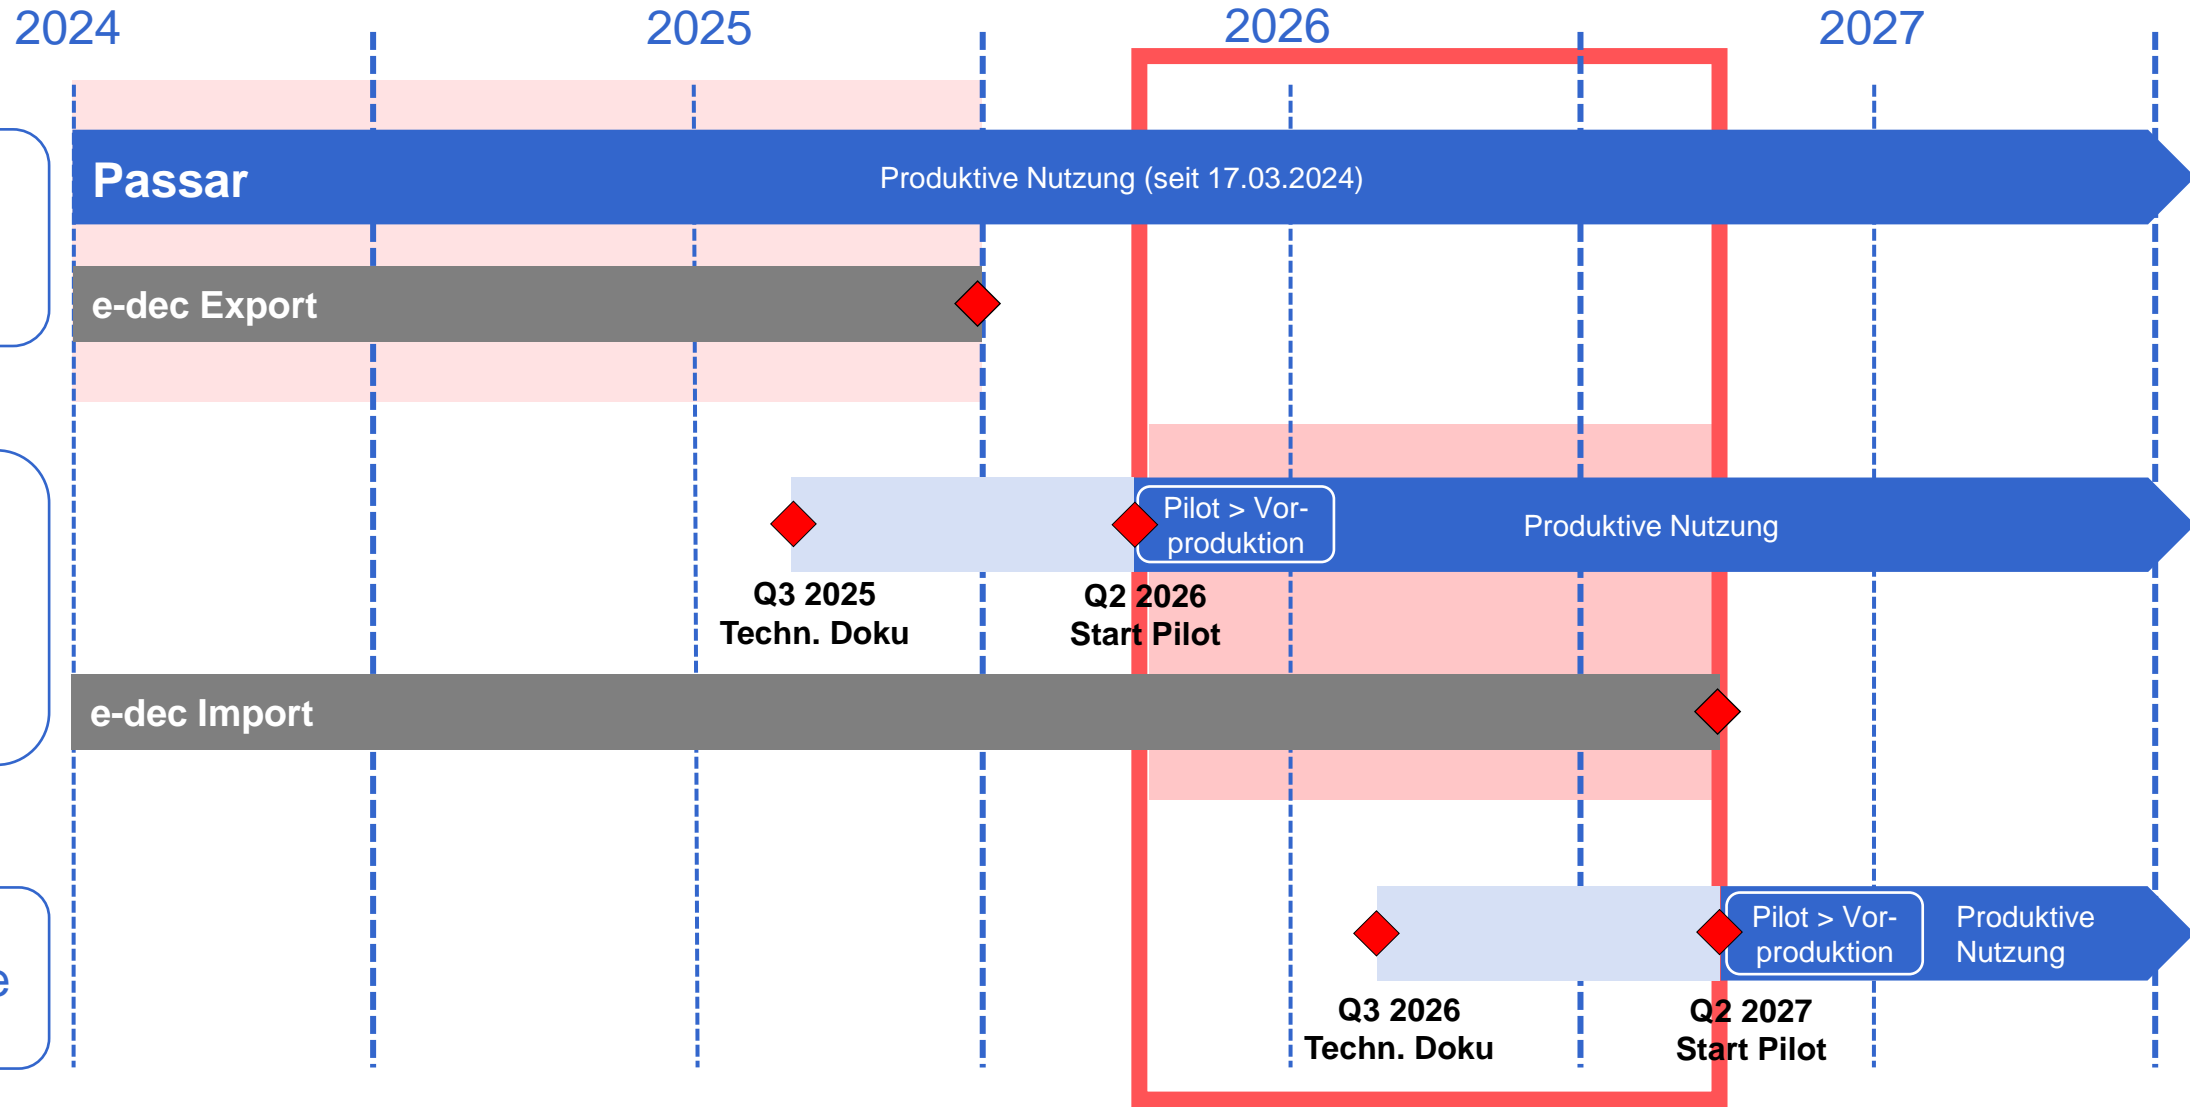 2024
2025
2026
2027
Passar
Produktive Nutzung (seit 17.03.2024)
e-dec Export
Pilot > Vor-
produktion
Produktive Nutzung
Q3 2025
Techn. Doku
Q2 2026
Start Pilot
e-dec Import
Pilot > Vor-
produktion
Produktive
Nutzung
Q3 2026
Techn. Doku
Q2 2027
Start Pilot